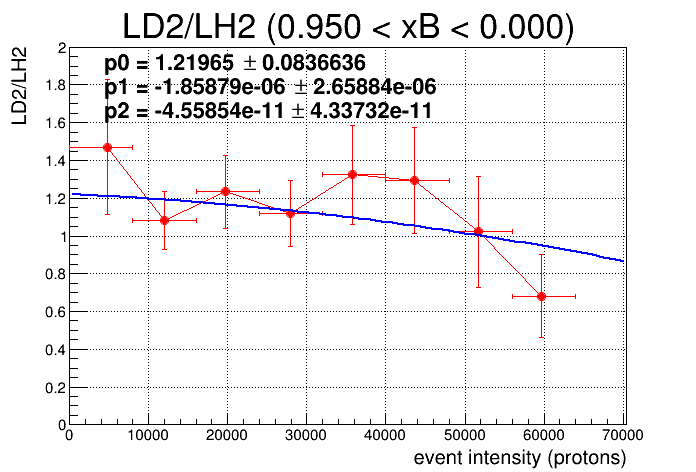 LD2/LH2 (0.950 < xB < 0.000)
LD2/LH2
p0 = 1.21965 ± 0.0836636
p1 = -1.85879e-06 ± 2.65884e-06
p2 = -4.55854e-11 ± 4.33732e-11
2
1.8
1.6
1.4
1.2
1
0.8
0.6
0.4
0.2
0
0 10000 20000 30000 40000 50000 60000 70000
event intensity (protons)